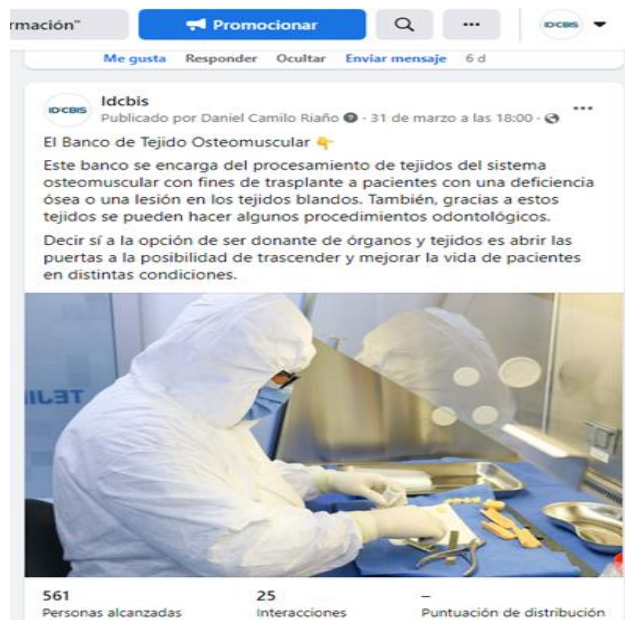 rmación"
Promocionar
IDCBIS
Me gusta Responder Ocultar Enviar mensaje 6 d
IDCBIS
Idcbis
Publicado por Daniel Camilo Riaño · 31 de marzo a las 18:00 ·
El Banco de Tejido Osteomuscular 👇
Este banco se encarga del procesamiento de tejidos del sistema
osteomuscular con fines de trasplante a pacientes con una deficiencia
ósea o una lesión en los tejidos blandos. También, gracias a estos
tejidos se pueden hacer algunos procedimientos odontológicos.
Decir sí a la opción de ser donante de órganos y tejidos es abrir las
puertas a la posibilidad de trascender y mejorar la vida de pacientes
en distintas condiciones.
TEJI
561 25 –
Personas alcanzadas Interacciones Puntuación de distribución